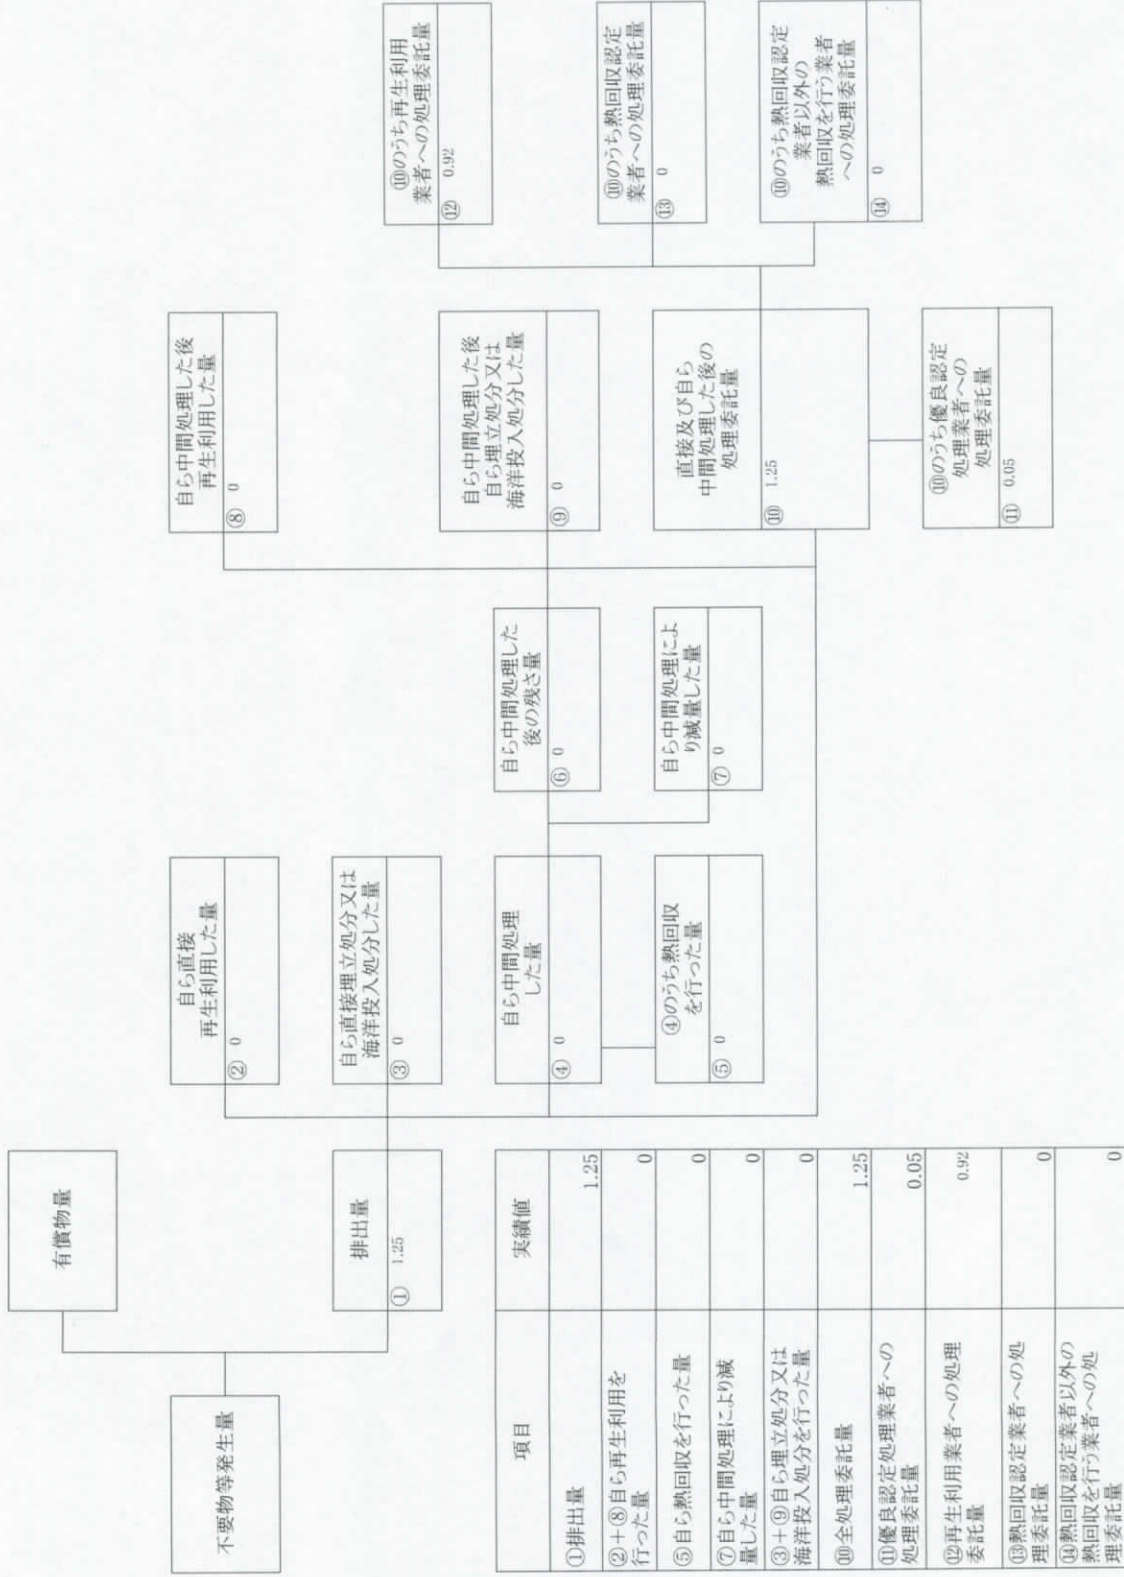 不要物等発生量
有償物量
排出量
① 1.25
自ら直接
再生利用した量
② 0
自ら直接埋立処分又は
海洋投入処分した量
③ 0
自ら中間処理
した量
④ 0
④のうち熱回収
を行った量
⑤ 0
自ら中間処理した
後の残さ量
⑥ 0
自ら中間処理によ
り減量した量
⑦ 0
自ら中間処理した後
再生利用した量
⑧ 0
自ら中間処理した後
自ら埋立処分又は
海洋投入処分した量
⑨ 0
直接及び自ら
中間処理した後の
処理委託量
⑩ 1.25
⑩のうち優良認定
処理業者への
処理委託量
⑪ 0.05
⑩のうち再生利用
業者への処理委託量
⑫ 0.92
⑩のうち熱回収認定
業者への処理委託量
⑬ 0
⑩のうち熱回収認定
業者以外の
熱回収を行う業者
への処理委託量
⑭ 0
項目 実績値
①排出量 1.25
②+⑧自ら再生利用を
行った量 0
⑤自ら熱回収を行った量 0
⑦自ら中間処理により減
量した量 0
③+⑨自ら埋立処分又は
海洋投入処分を行った量 0
⑩全処理委託量 1.25
⑪優良認定処理業者への
処理委託量 0.05
⑫再生利用業者への処理
委託量 0.92
⑬熱回収認定業者への処
理委託量 0
⑭熱回収認定業者以外の
熱回収を行う業者への処
理委託量 0